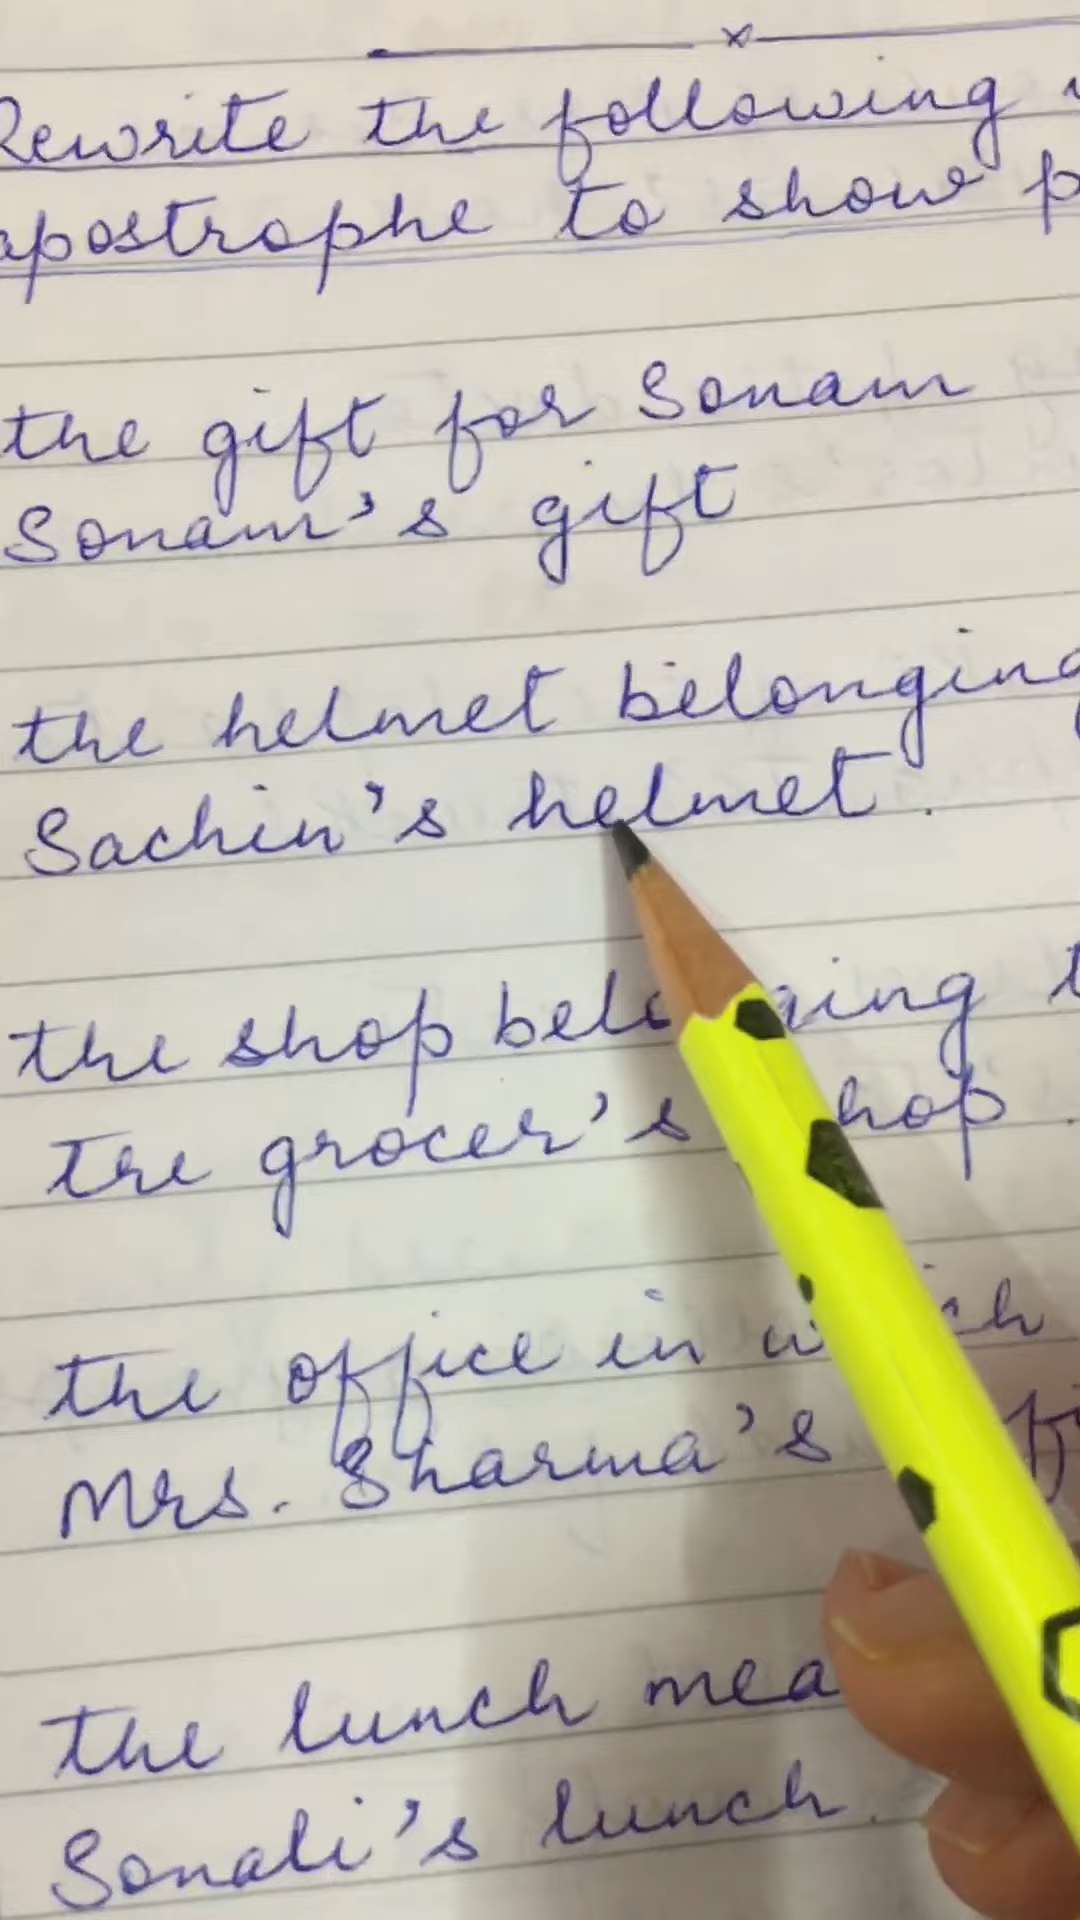 Rewrite the following
apostrophe to show
the gift for Sonam
Sonam's gift
the helmet belonging
Sachin's helmet.
the shop belonging
the grocer's shop.
the office in which
Mrs. Sharma's
the lunch
Sonali's lunch.